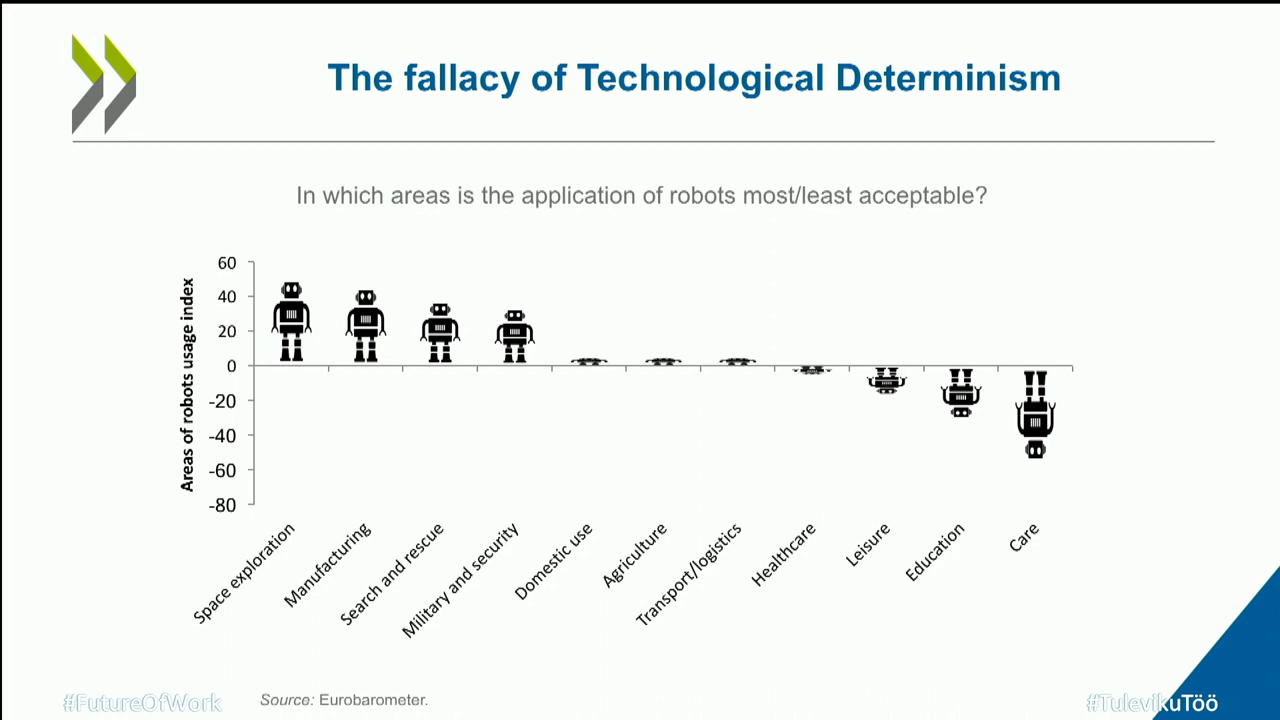 The fallacy of Technological Determinism
In which areas is the application of robots most/least acceptable?
Areas of robots usage index
60
40
20
0
-20
-40
-60
-80
Space exploration
Manufacturing
Search and rescue
Military and security
Domestic use
Agriculture
Transport/logistics
Healthcare
Leisure
Education
Care
#FutureOfWork
Source: Eurobarometer.
#TulevikuTöö